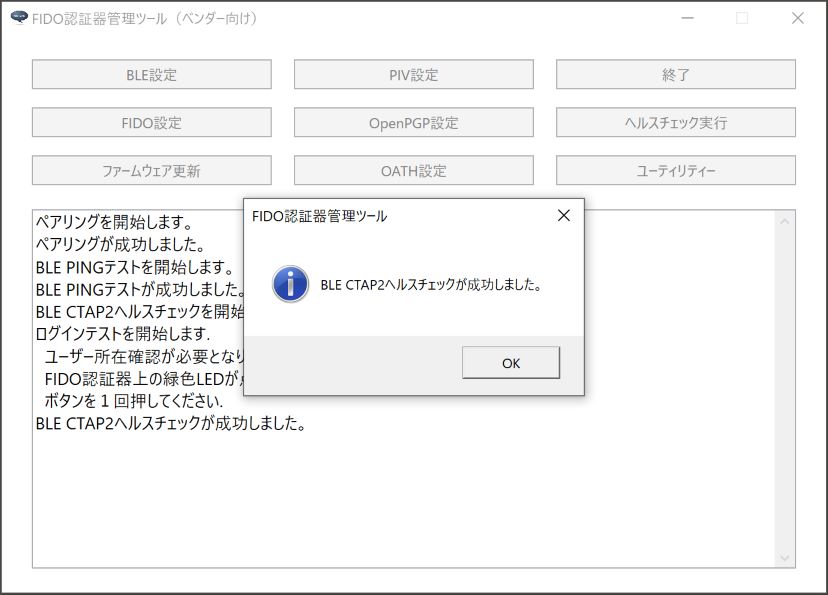 FIDO認証器管理ツール（ベンダー向け）
BLE設定
PIV設定
終了
FIDO設定
OpenPGP設定
ヘルスチェック実行
ファームウェア更新
OATH設定
ユーティリティー
ペアリングを開始します。
ペアリングが成功しました。
BLE PINGテストを開始します。
BLE PINGテストが成功しました。
BLE CTAP2ヘルスチェックを開始
ログインテストを開始します.
ユーザー所在確認が必要となり
FIDO認証器上の緑色LEDが
ボタンを１回押してください.
BLE CTAP2ヘルスチェックが成功しました。
FIDO認証器管理ツール
BLE CTAP2ヘルスチェックが成功しました。
OK